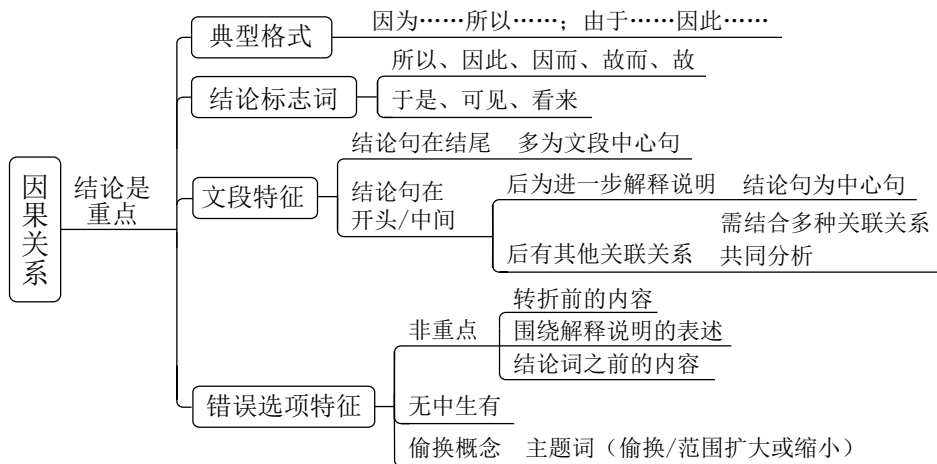 因果关系
结论是
重点
典型格式
因为……所以……；由于……因此……
结论标志词
所以、因此、因而、故而、故
于是、可见、看来
文段特征
结论句在结尾 多为文段中心句
结论句在
开头/中间
后为进一步解释说明 结论句为中心句
后有其他关联关系
需结合多种关联关系
共同分析
错误选项特征
非重点
转折前的内容
围绕解释说明的表述
结论词之前的内容
无中生有
偷换概念 主题词（偷换/范围扩大或缩小）